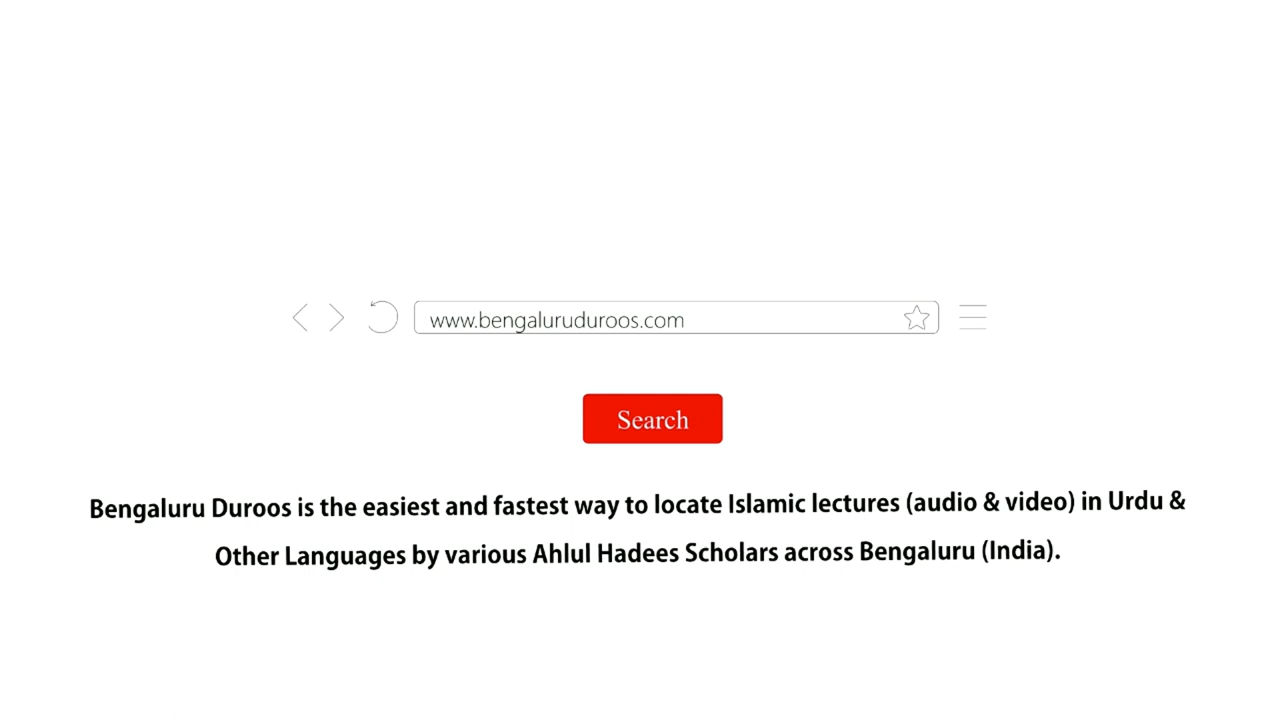 www.bengaluruduroos.com
Search
Bengaluru Duroos is the easiest and fastest way to locate Islamic lectures (audio & video) in Urdu &
Other Languages by various Ahlul Hadees Scholars across Bengaluru (India).